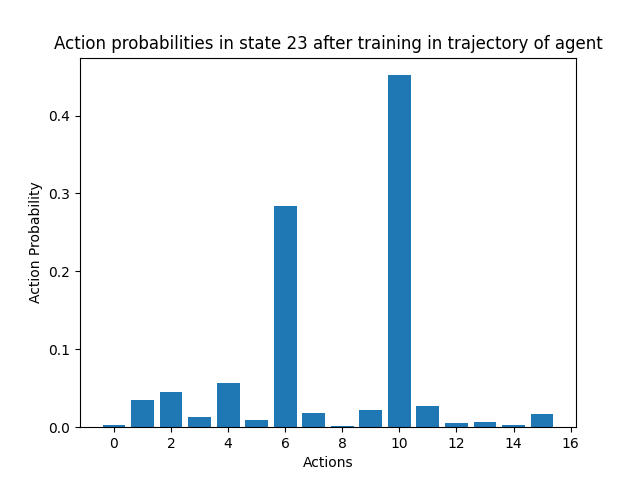 Action probabilities in state 23 after training in trajectory of agent
Action Probability
0.4
0.3
0.2
0.1
0.0
0 2 4 6 8 10 12 14 16
Actions